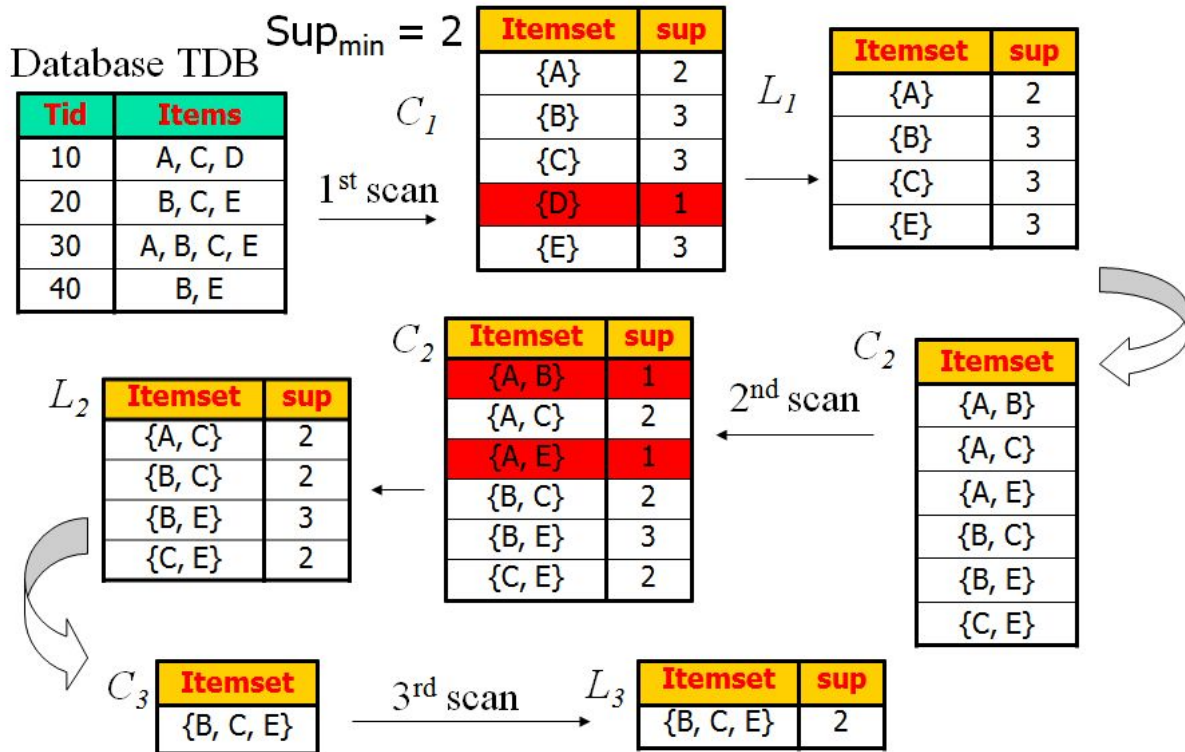 Sup_min = 2
Database TDB
Tid Items
10 A, C, D
20 B, C, E
30 A, B, C, E
40 B, E
1st scan
C1
Itemset sup
{A} 2
{B} 3
{C} 3
{D} 1
{E} 3
L1
Itemset sup
{A} 2
{B} 3
{C} 3
{E} 3
C2
Itemset
{A, B}
{A, C}
{A, E}
{B, C}
{B, E}
{C, E}
2nd scan
C2
Itemset sup
{A, B} 1
{A, C} 2
{A, E} 1
{B, C} 2
{B, E} 3
{C, E} 2
L2
Itemset sup
{A, C} 2
{B, C} 2
{B, E} 3
{C, E} 2
C3
Itemset
{B, C, E}
3rd scan
L3
Itemset sup
{B, C, E} 2